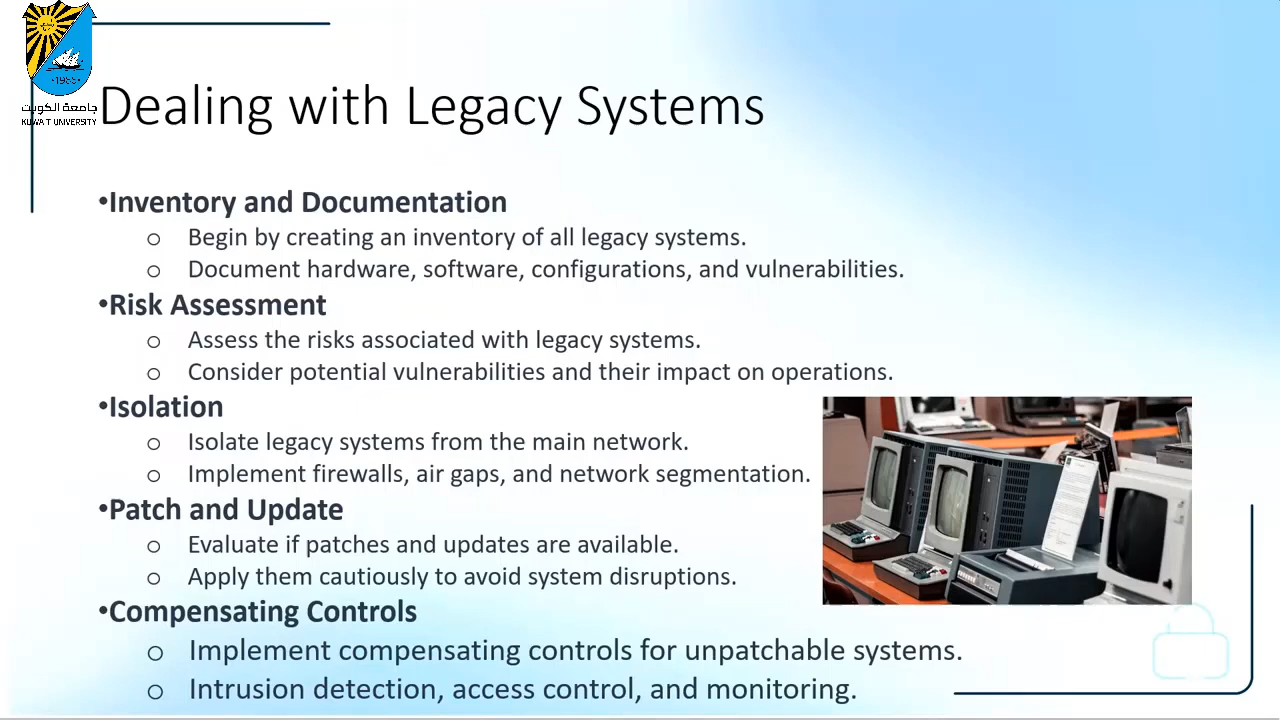 ·1966·
جامعة الكويت
KUWAIT UNIVERSITY
Dealing with Legacy Systems
•Inventory and Documentation
o Begin by creating an inventory of all legacy systems.
o Document hardware, software, configurations, and vulnerabilities.
•Risk Assessment
o Assess the risks associated with legacy systems.
o Consider potential vulnerabilities and their impact on operations.
•Isolation
o Isolate legacy systems from the main network.
o Implement firewalls, air gaps, and network segmentation.
•Patch and Update
o Evaluate if patches and updates are available.
o Apply them cautiously to avoid system disruptions.
•Compensating Controls
o Implement compensating controls for unpatchable systems.
o Intrusion detection, access control, and monitoring.